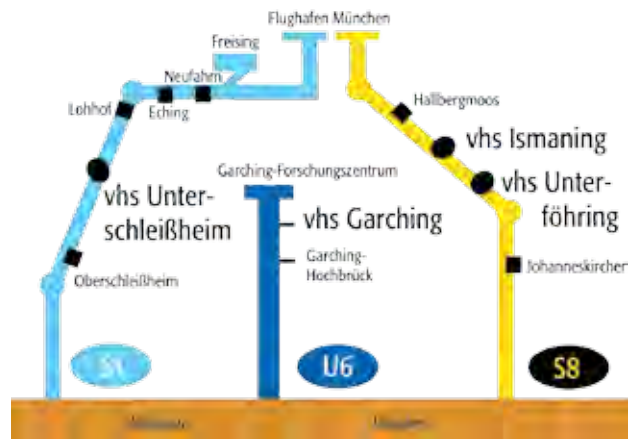 Flughafen München
Freising
Neufahrn
Hallbergmoos
Lohhof
Eching
vhs Ismaning
Garching-Forschungszentrum
vhs Unter-
föhring
vhs Unter-
schleißheim
vhs Garching
Garching-
Hochbrück
Johanneskirchen
Oberschleißheim
S1
U6
S8